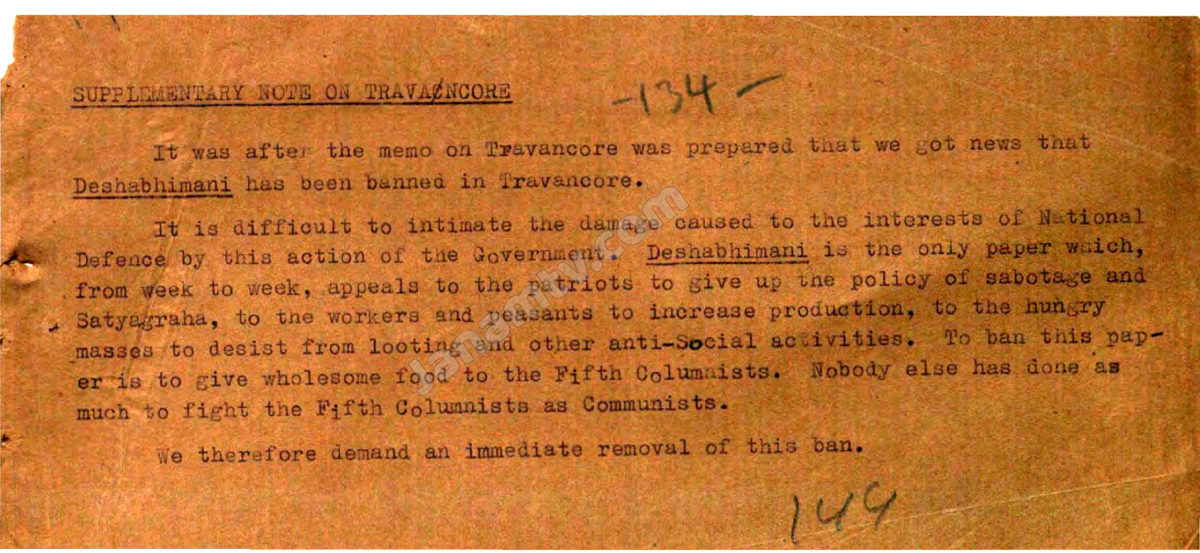 SUPPLEMENTARY NOTE ON TRAVANCORE
-134-
It was after the memo on Travancore was prepared that we got news that
Deshabhimani has been banned in Travancore.
It is difficult to intimate the damage caused to the interests of National
Defence by this action of the Government. Deshabhimani is the only paper which,
from week to week, appeals to the patriots to give up the policy of sabotage and
Satyagraha, to the workers and peasants to increase production, to the hungry
masses to desist from looting and other anti-Social activities. To ban this pap-
er is to give wholesome food to the Fifth Columnists. Nobody else has done as
much to fight the Fifth Columnists as Communists.
We therefore demand an immediate removal of this ban.
144
Janamtv.com